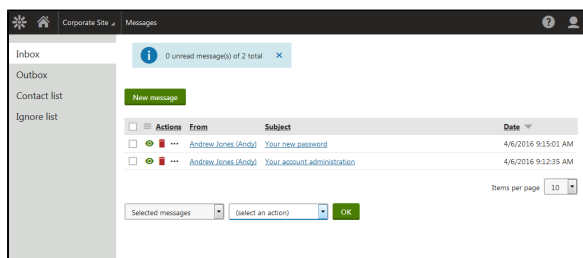 Corporate Site Messages ?
Inbox
Outbox
Contact list
Ignore list
i 0 unread message(s) of 2 total ×
New message
Actions From Subject Date
Andrew Jones (Andy) Your new password 4/6/2016 9:15:01 AM
Andrew Jones (Andy) Your account administration 4/6/2016 9:12:35 AM
Items per page 10
Selected messages (select an action) OK